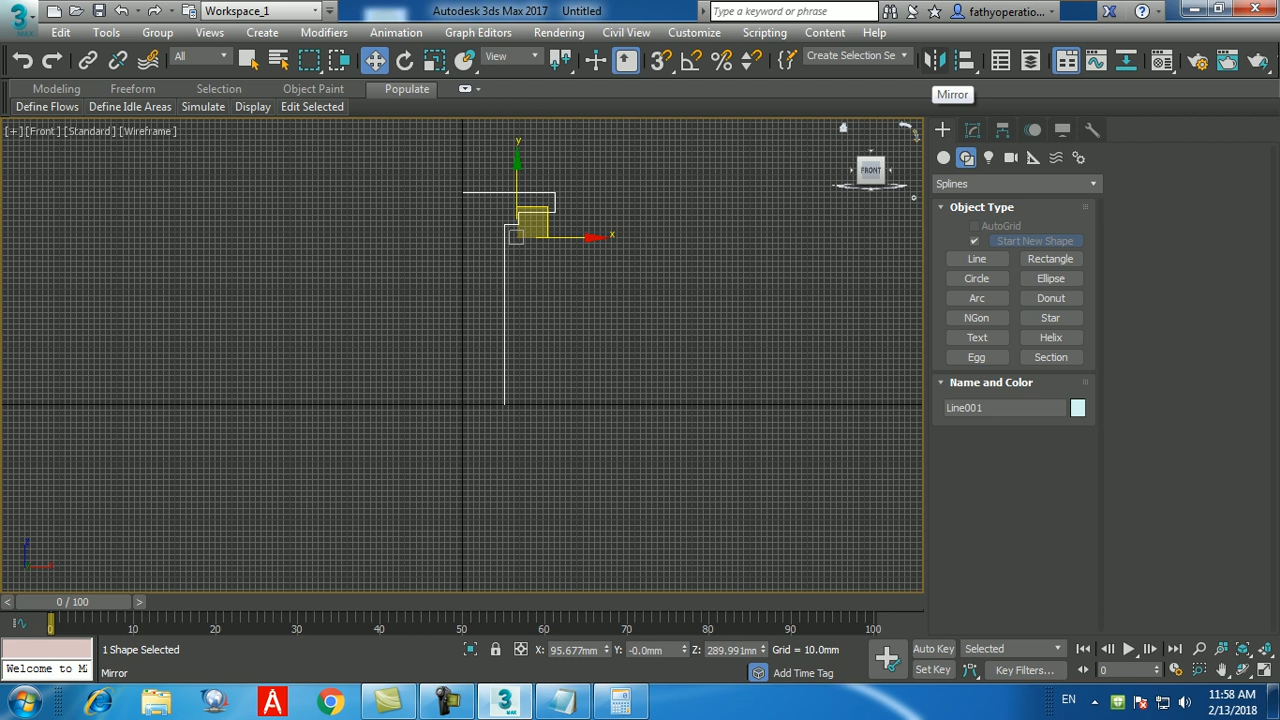 Workspace_1 Autodesk 3ds Max 2017 Untitled Type a keyword or phrase fathyoperatio...
3 MAX
Edit Tools Group Views Create Modifiers Animation Graph Editors Rendering Civil View Customize Scripting Content Help
All View Create Selection Se
Modeling Freeform Selection Object Paint Populate
Mirror
Define Flows Define Idle Areas Simulate Display Edit Selected
[+] [Front ] [Standard ] [Wireframe ]
y
x
FRONT
Splines
Object Type
AutoGrid
Start New Shape
Line Rectangle
Circle Ellipse
Arc Donut
NGon Star
Text Helix
Egg Section
Name and Color
Line001
< 0 / 100 >
0 10 20 30 40 50 60 70 80 90 100
1 Shape Selected X: 95.677mm Y: -0.0mm Z: 289.991mm Grid = 10.0mm Auto Key Selected
Welcome to M Mirror Add Time Tag Set Key Key Filters... 0
EN 11:58 AM
2/13/2018